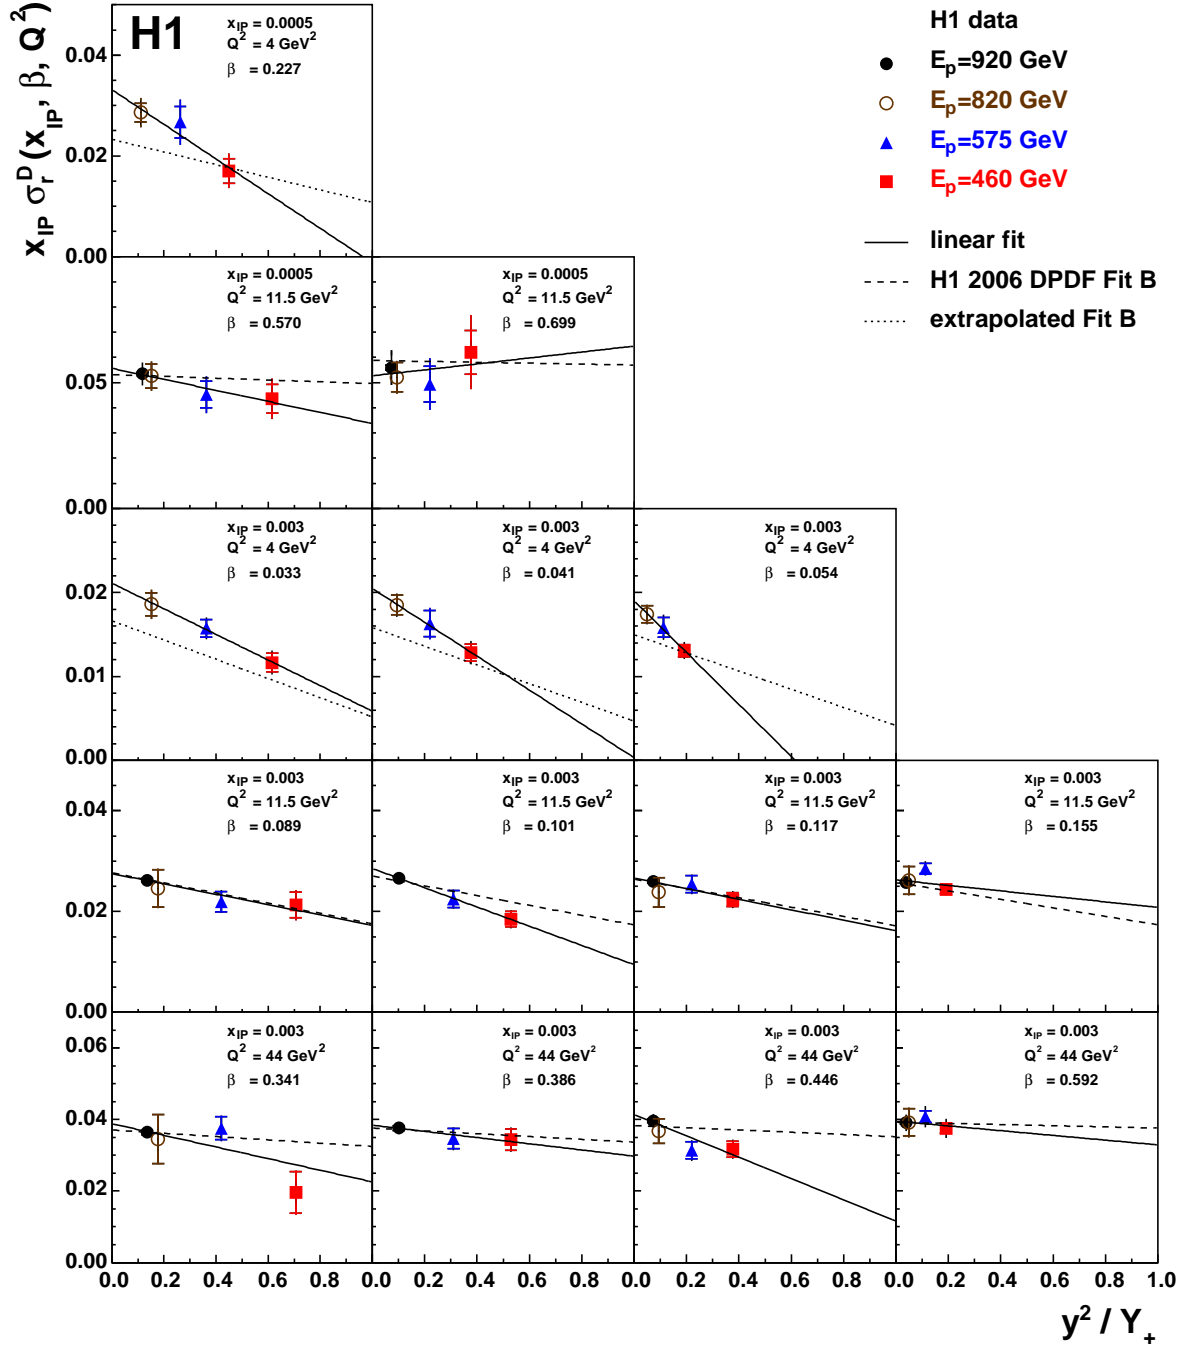 H1
x_IP = 0.0005
Q² = 4 GeV²
β = 0.227
H1 data
E_p=920 GeV
E_p=820 GeV
E_p=575 GeV
E_p=460 GeV
linear fit
H1 2006 DPDF Fit B
extrapolated Fit B
x_IP σ_r^D (x_IP, β, Q²)
0.04
0.02
0.00
x_IP = 0.0005
Q² = 11.5 GeV²
β = 0.570
x_IP = 0.0005
Q² = 11.5 GeV²
β = 0.699
0.05
0.00
x_IP = 0.003
Q² = 4 GeV²
β = 0.033
x_IP = 0.003
Q² = 4 GeV²
β = 0.041
x_IP = 0.003
Q² = 4 GeV²
β = 0.054
0.02
0.01
0.00
x_IP = 0.003
Q² = 11.5 GeV²
β = 0.089
x_IP = 0.003
Q² = 11.5 GeV²
β = 0.101
x_IP = 0.003
Q² = 11.5 GeV²
β = 0.117
x_IP = 0.003
Q² = 11.5 GeV²
β = 0.155
0.04
0.02
0.00
x_IP = 0.003
Q² = 44 GeV²
β = 0.341
x_IP = 0.003
Q² = 44 GeV²
β = 0.386
x_IP = 0.003
Q² = 44 GeV²
β = 0.446
x_IP = 0.003
Q² = 44 GeV²
β = 0.592
0.06
0.04
0.02
0.00
0.0 0.2 0.4 0.6 0.8 0.0 0.2 0.4 0.6 0.8 0.0 0.2 0.4 0.6 0.8 0.0 0.2 0.4 0.6 0.8 1.0
y² / Y₊